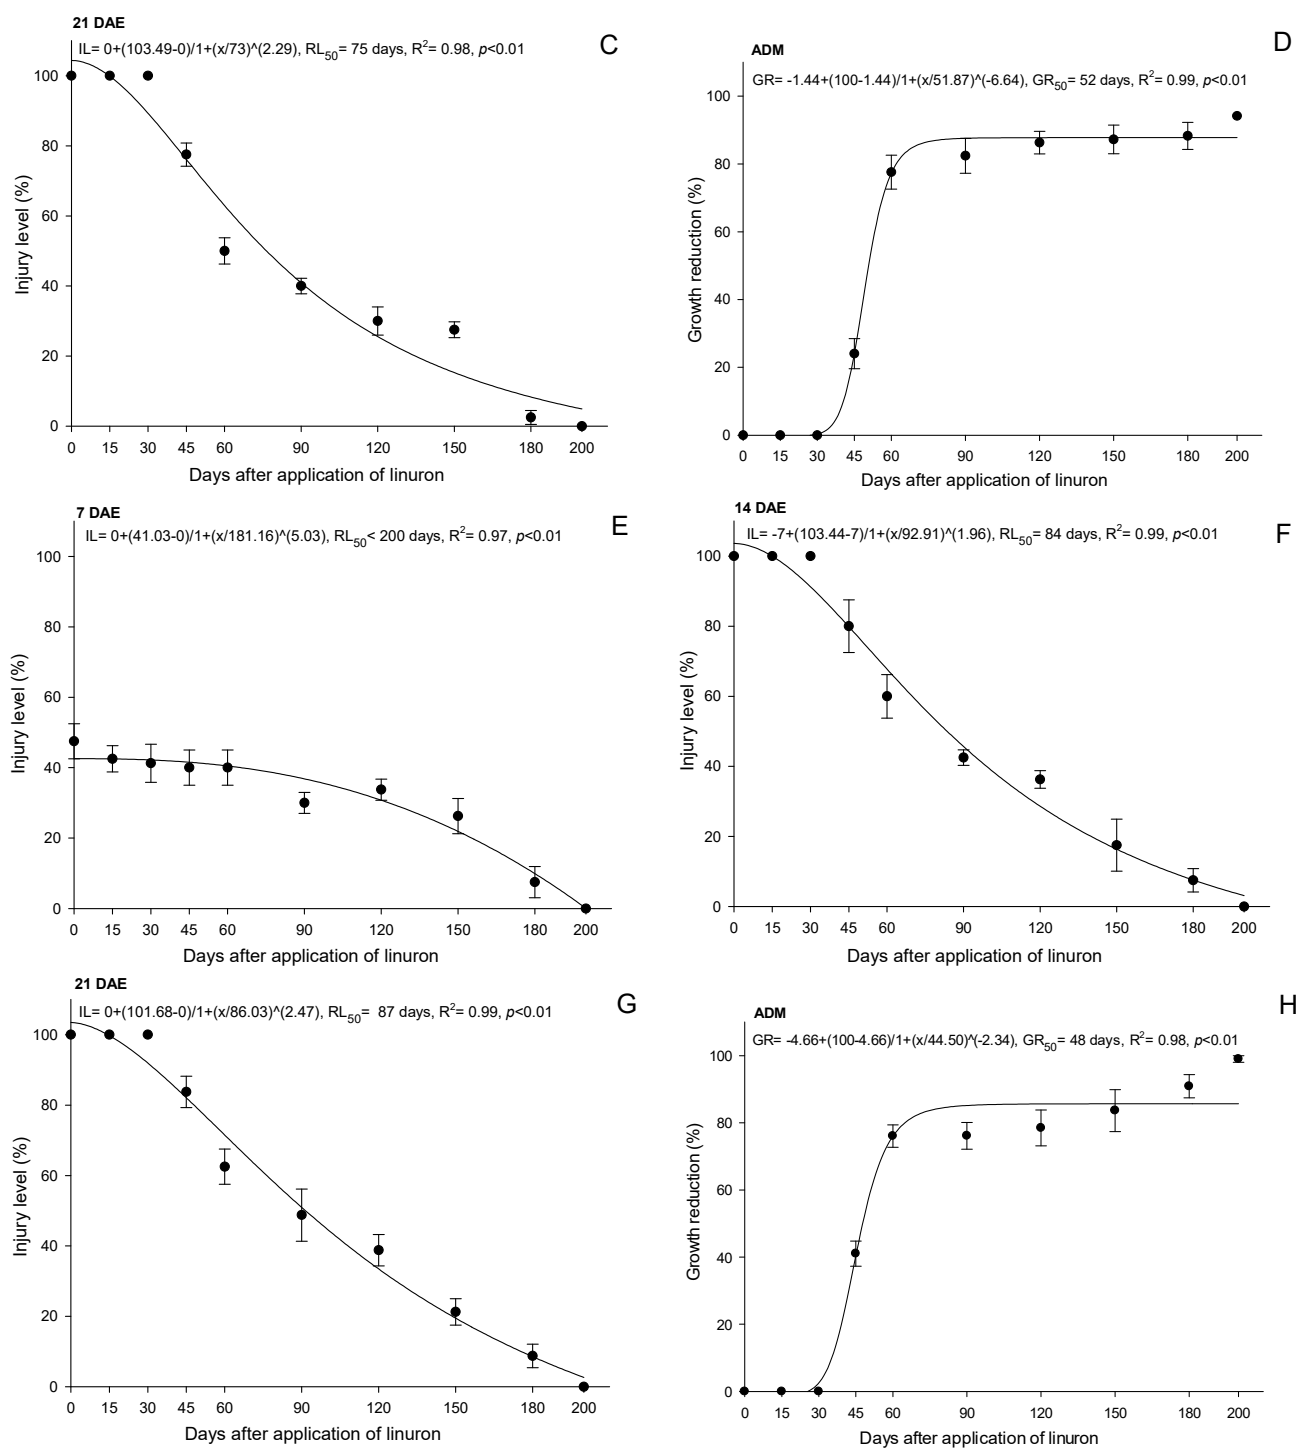 21 DAE
IL= 0+(103.49-0)/1+(x/73)^(2.29), RL50= 75 days, R2= 0.98, p<0.01
C
100
80
60
40
20
0
Injury level (%)
0 15 30 45 60 90 120 150 180 200
Days after application of linuron
D
ADM
GR= -1.44+(100-1.44)/1+(x/51.87)^(-6.64), GR50= 52 days, R2= 0.99, p<0.01
100
80
60
40
20
0
Growth reduction (%)
0 15 30 45 60 90 120 150 180 200
Days after application of linuron
7 DAE
IL= 0+(41.03-0)/1+(x/181.16)^(5.03), RL50< 200 days, R2= 0.97, p<0.01
E
100
80
60
40
20
0
Injury level (%)
0 15 30 45 60 90 120 150 180 200
Days after application of linuron
14 DAE
IL= -7+(103.44-7)/1+(x/92.91)^(1.96), RL50= 84 days, R2= 0.99, p<0.01
F
100
80
60
40
20
0
Injury level (%)
0 15 30 45 60 90 120 150 180 200
Days after application of linuron
21 DAE
IL= 0+(101.68-0)/1+(x/86.03)^(2.47), RL50= 87 days, R2= 0.99, p<0.01
G
100
80
60
40
20
0
Injury level (%)
0 15 30 45 60 90 120 150 180 200
Days after application of linuron
H
ADM
GR= -4.66+(100-4.66)/1+(x/44.50)^(-2.34), GR50= 48 days, R2= 0.98, p<0.01
100
80
60
40
20
0
Growth reduction (%)
0 15 30 45 60 90 120 150 180 200
Days after application of linuron